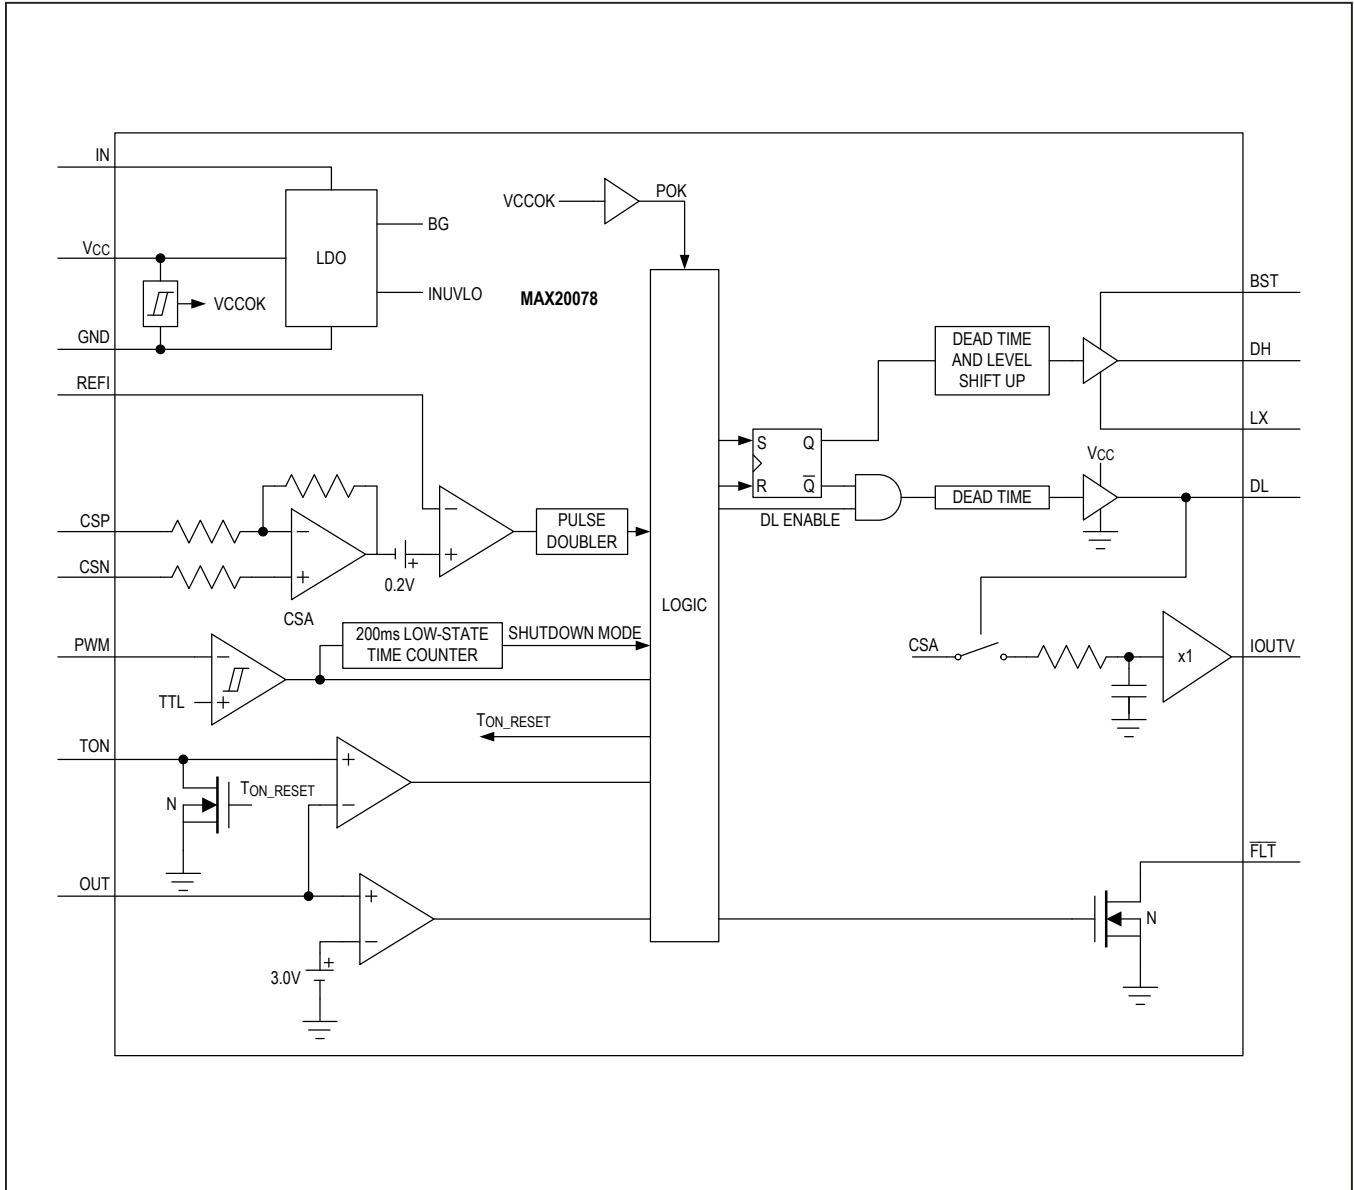 IN
VCC
GND
REFI
CSP
CSN
PWM
TON
OUT
LDO
BG
INUVLO
VCCOK
VCCOK
POK
MAX20078
−
+
CSA
0.2V
+
−
+
PULSE
DOUBLER
−
+
TTL
200ms LOW-STATE
TIME COUNTER
SHUTDOWN MODE
TON_RESET
N
TON_RESET
+
−
+
−
3.0V
+
LOGIC
S
Q
R
Q̅
DL ENABLE
DEAD TIME
AND LEVEL
SHIFT UP
DEAD TIME
VCC
CSA
x1
N
BST
DH
LX
DL
IOUTV
F̅L̅T̅